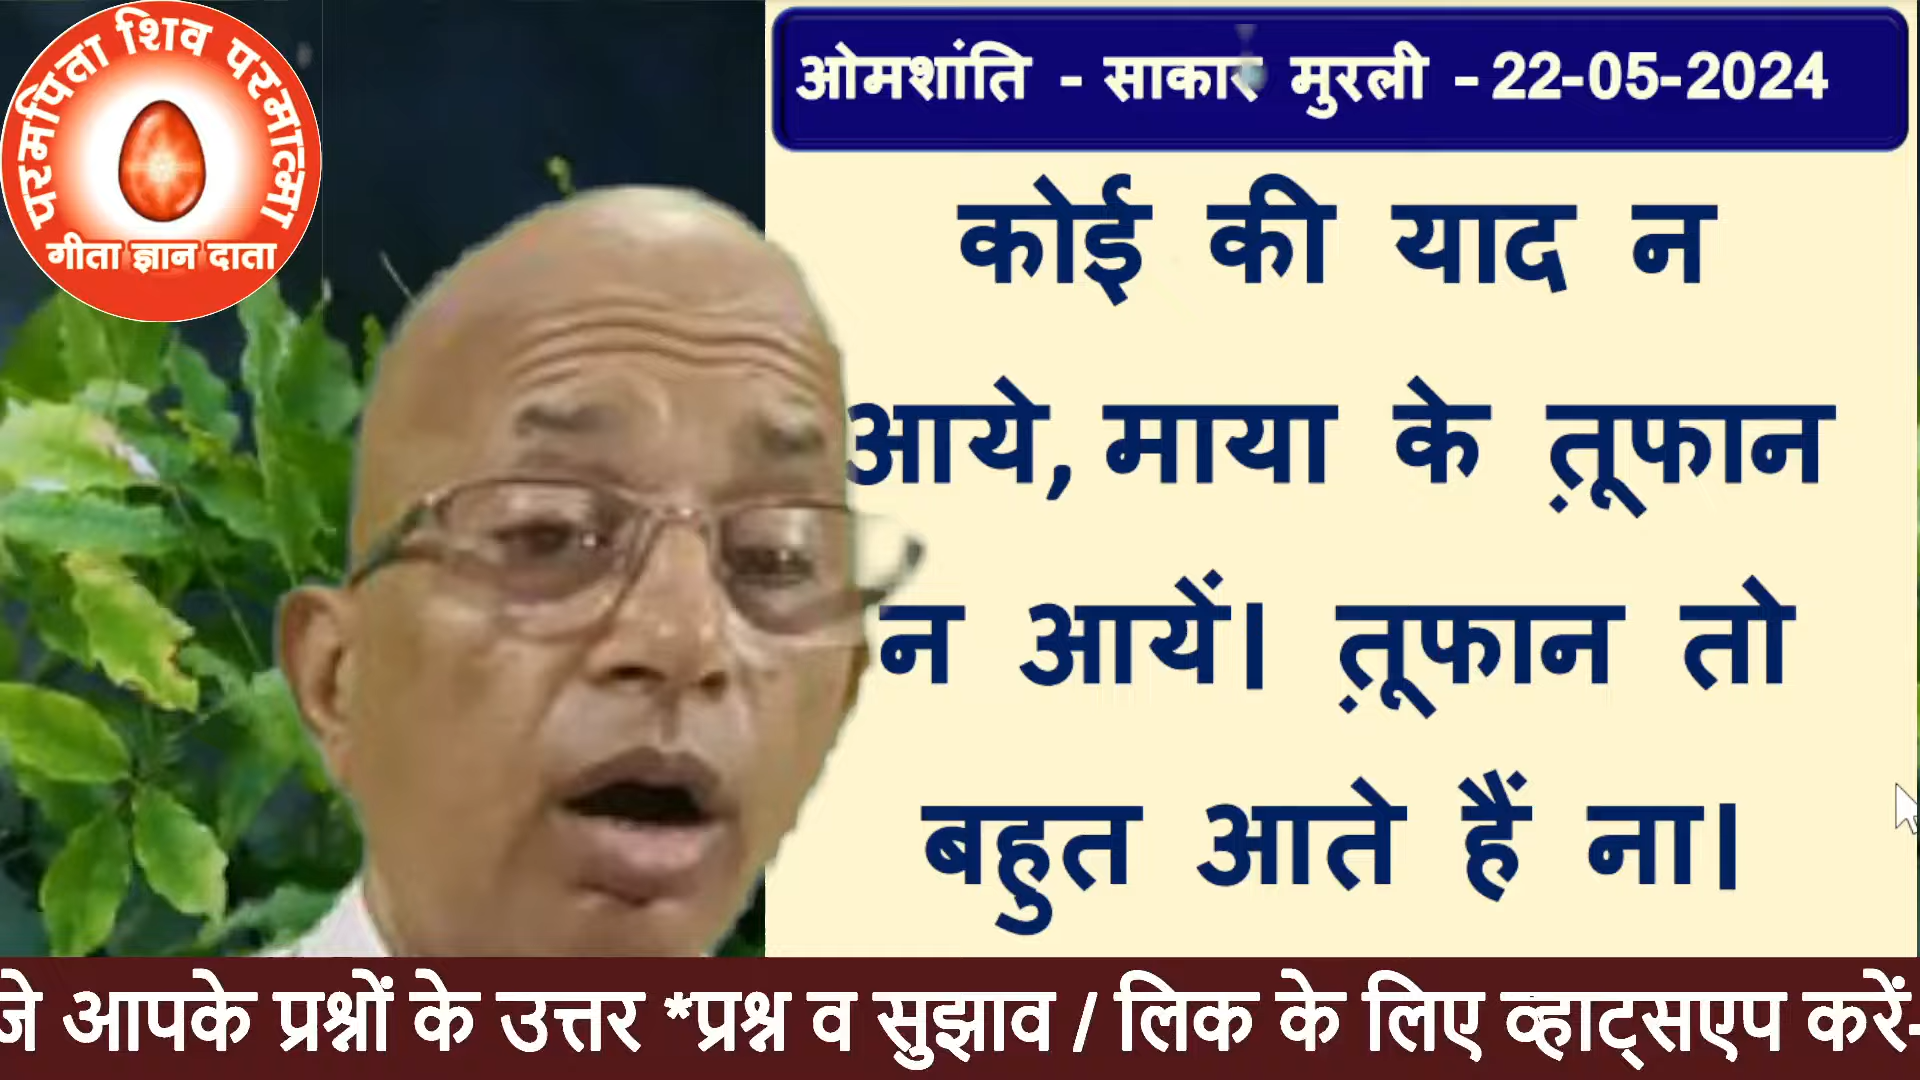 परमपिता शिव परमात्मा
गीता ज्ञान दाता
ओमशांति - साकार मुरली - 22-05-2024
कोई की याद न
आये, माया के त़ूफान
न आयें। त़ूफान तो
बहुत आते हैं ना।
जे आपके प्रश्नों के उत्तर *प्रश्न व सुझाव / लिक के लिए व्हाट्सएप करें-